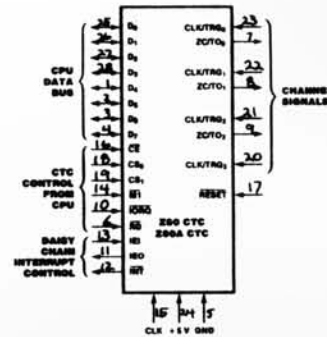 CPU
DATA
BUS
25 D₀
26 D₁
27 D₂
28 D₃
1 D₄
2 D₅
3 D₆
4 D₇
CTC
CONTROL
FROM
CPU
16 CE
18 CS₀
19 CS₁
14 M1
10 IORQ
6 RD
DAISY
CHAIN
INTERRUPT
CONTROL
13 IEI
11 IEO
12 INT
Z80 CTC
Z80A CTC
CLK/TRG₀ 23
ZC/TO₀ 7
CLK/TRG₁ 22
ZC/TO₁ 8
CLK/TRG₂ 21
ZC/TO₂ 9
CLK/TRG₃ 20
RESET 17
CHANNEL
SIGNALS
15 24 5
CLK +5V GND